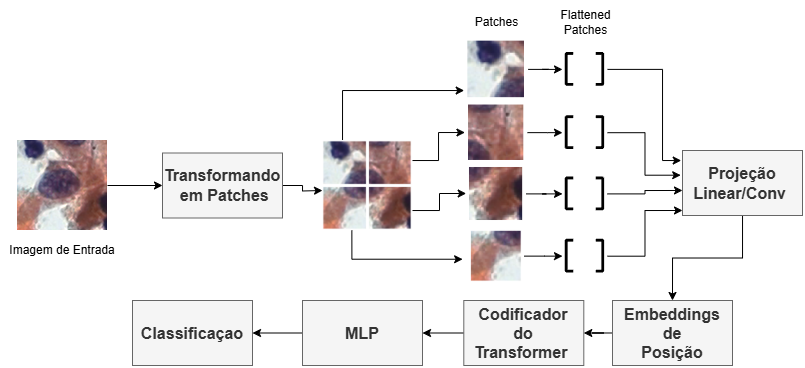 Patches
Flattened
Patches
Transformando
em Patches
Projeção
Linear/Conv
Imagem de Entrada
Classificaçao
MLP
Codificador
do
Transformer
Embeddings
de
Posição